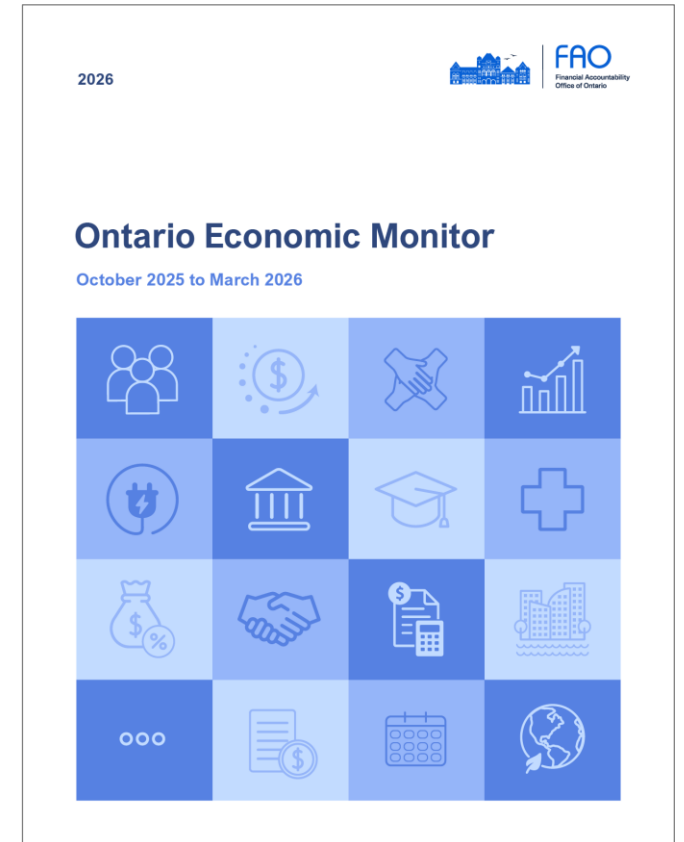 2026
FAO
Financial Accountability
Office of Ontario
Ontario Economic Monitor
October 2025 to March 2026
$
$
%
$
$